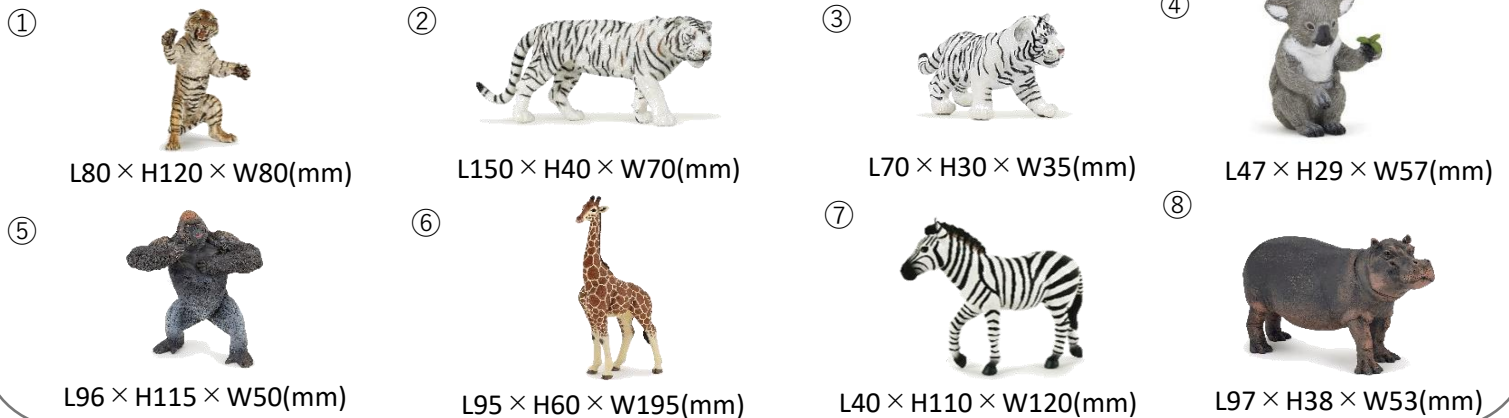 ① ② ③ ④
L80×H120×W80(mm) L150×H40×W70(mm) L70×H30×W35(mm) L47×H29×W57(mm)
⑤ ⑥ ⑦ ⑧
L96×H115×W50(mm) L95×H60×W195(mm) L40×H110×W120(mm) L97×H38×W53(mm)